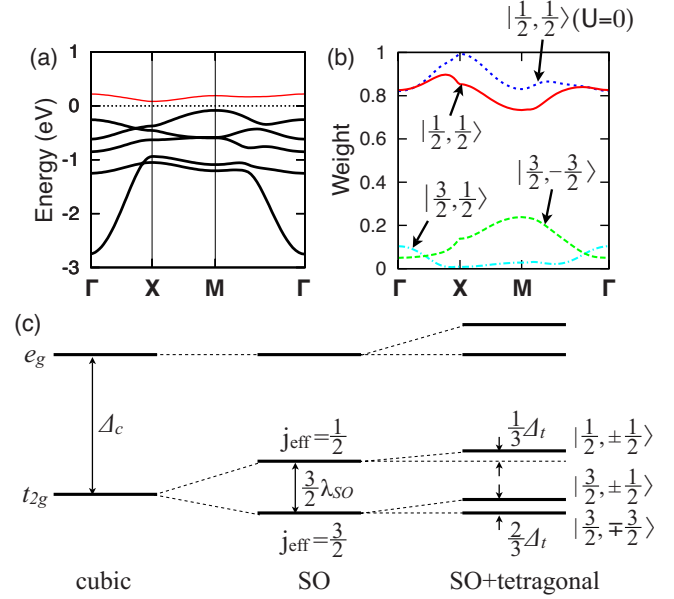 (a)
Energy (eV)
1
0
-1
-2
-3
Γ X M Γ
(b)
Weight
1
0.8
0.6
0.4
0.2
0
Γ X M Γ
|1/2, 1/2⟩(U=0)
|1/2, 1/2⟩
|3/2, -3/2⟩
|3/2, 1/2⟩
(c)
e_g
Δ_c
t_{2g}
j_eff=1/2
3/2 λ_SO
j_eff=3/2
1/3 Δ_t
2/3 Δ_t
|1/2, ±1/2⟩
|3/2, ±1/2⟩
|3/2, ∓3/2⟩
cubic SO SO+tetragonal